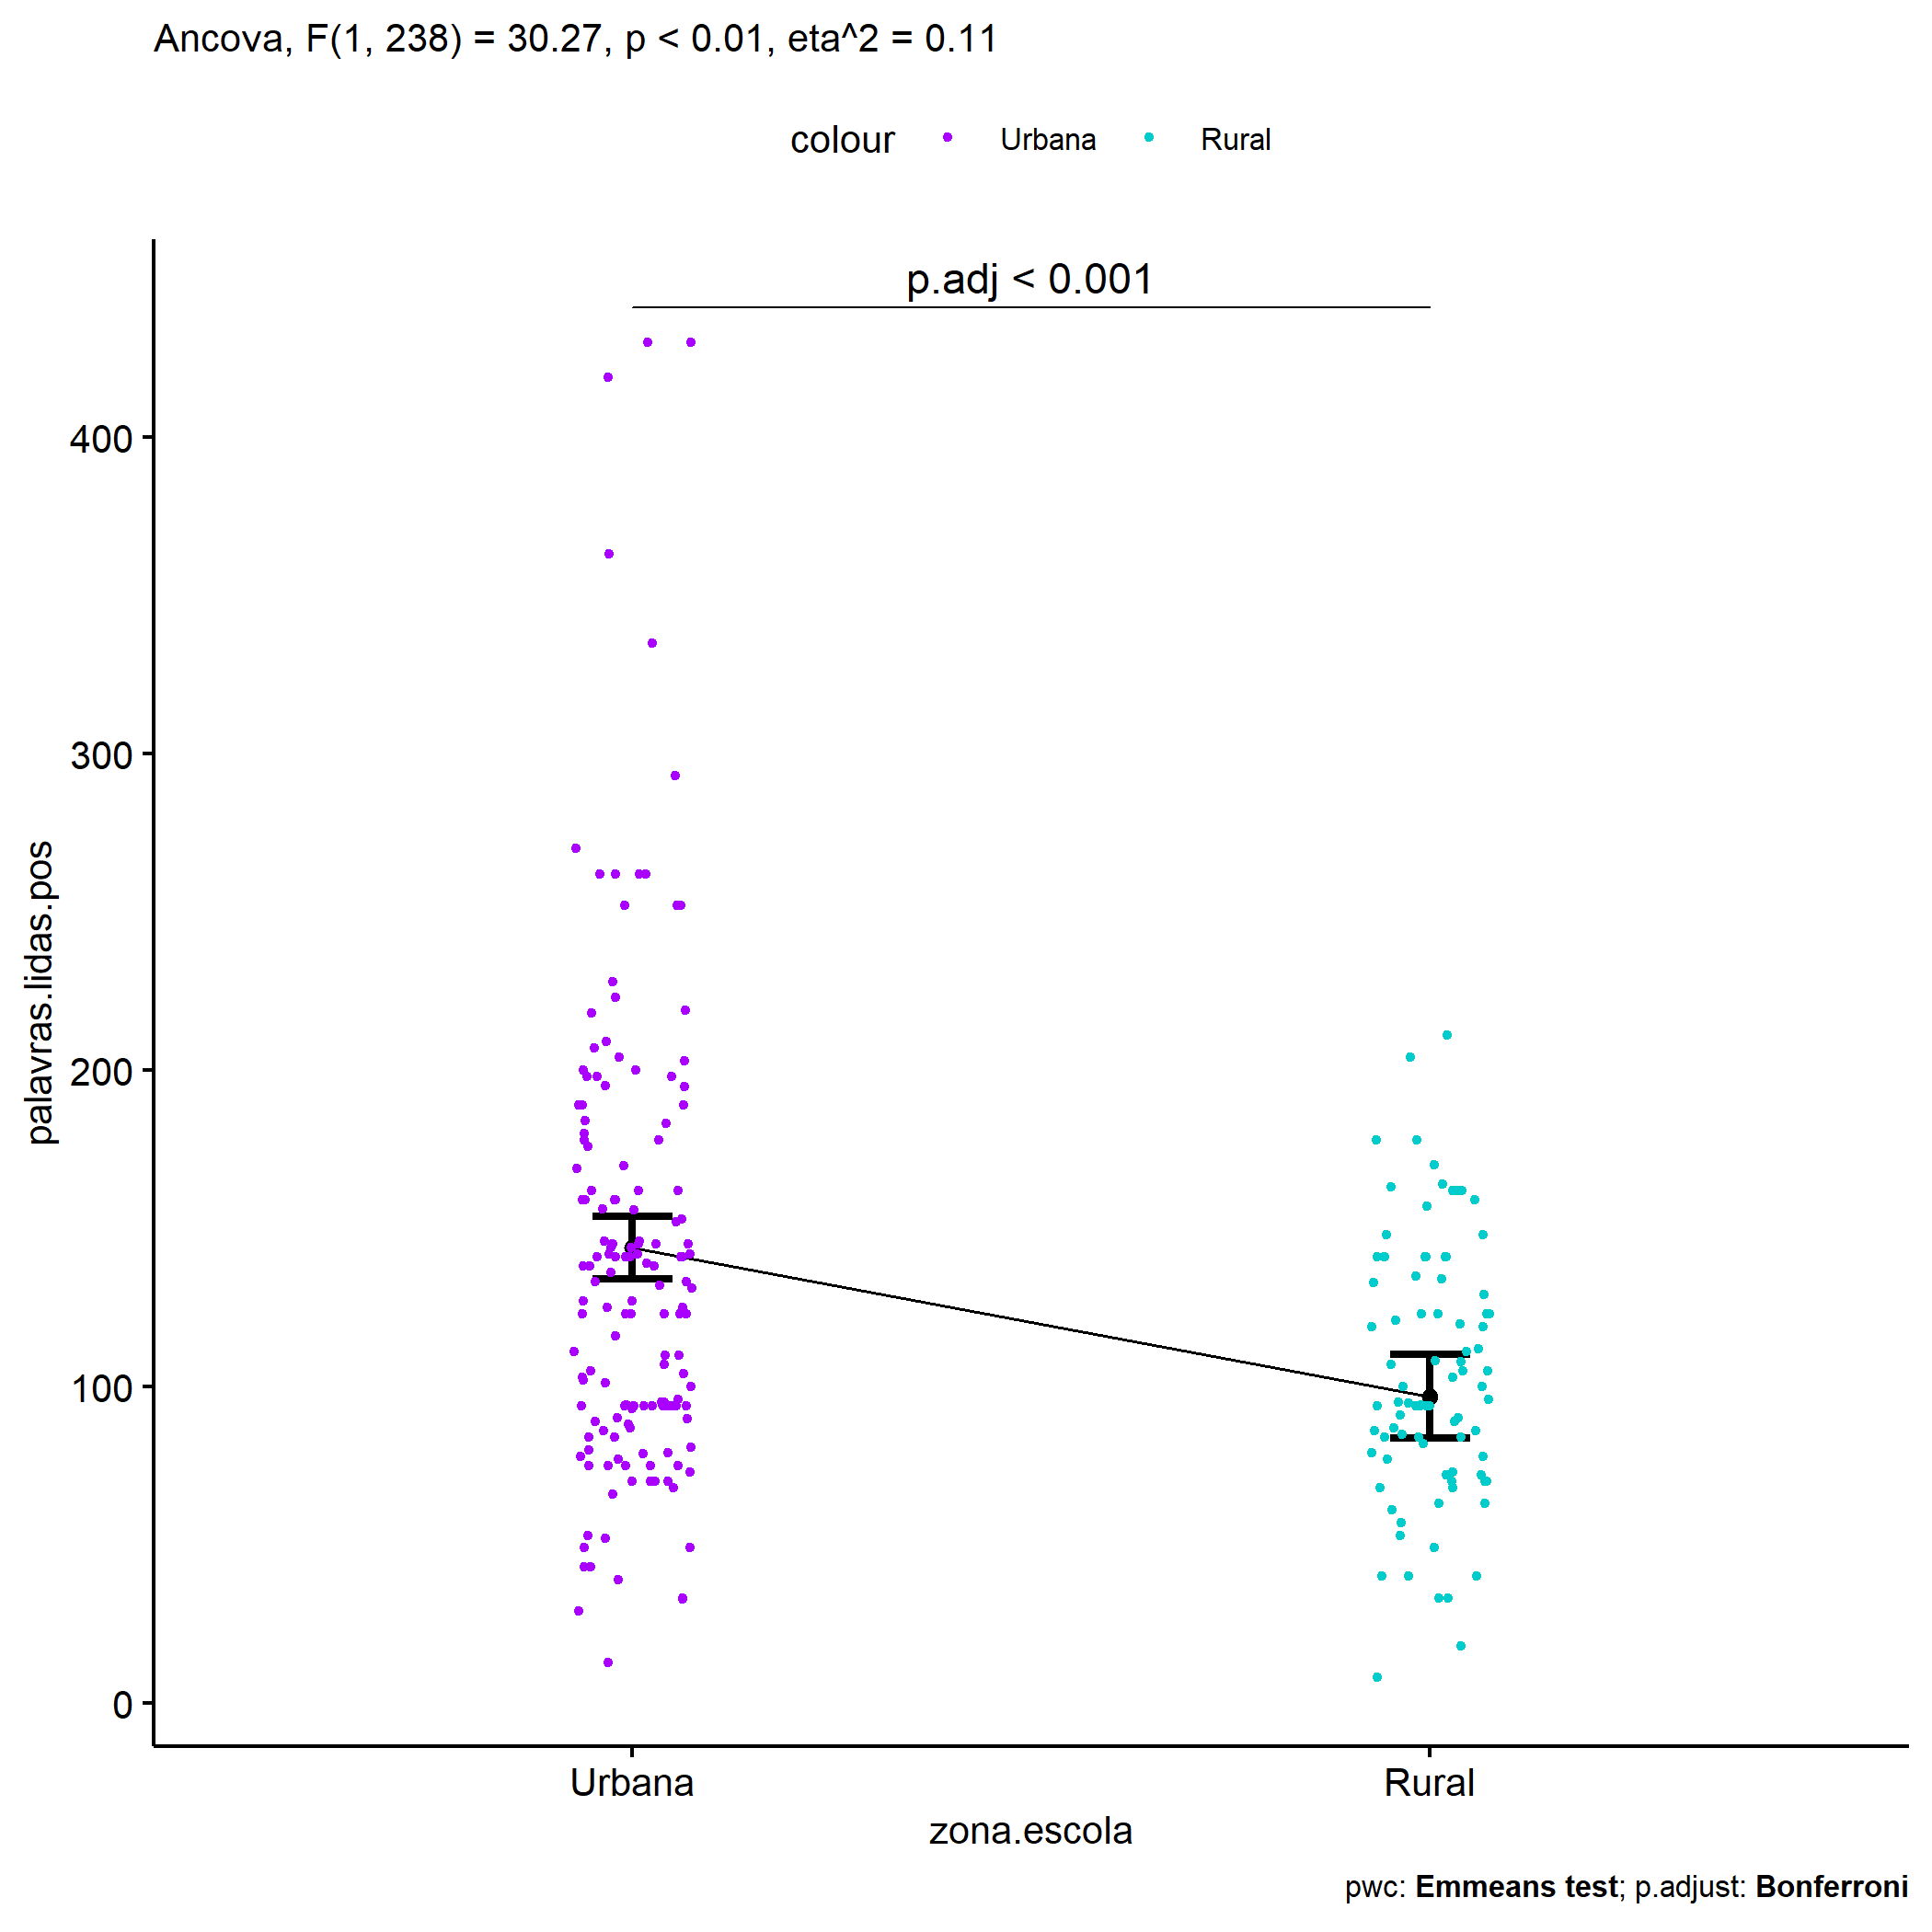 Ancova, F(1, 238) = 30.27, p < 0.01, eta^2 = 0.11
colour Urbana Rural
p.adj < 0.001
400
300
200
100
0
palavras.lidas.pos
Urbana Rural
zona.escola
pwc: Emmeans test; p.adjust: Bonferroni